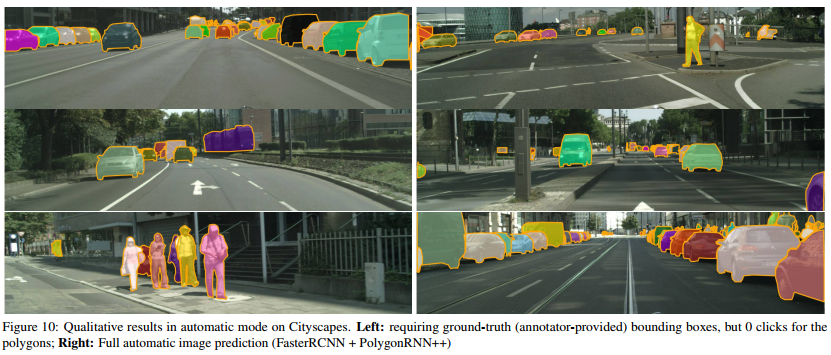 Figure 10: Qualitative results in automatic mode on Cityscapes. Left: requiring ground-truth (annotator-provided) bounding boxes, but 0 clicks for the
polygons; Right: Full automatic image prediction (FasterRCNN + PolygonRNN++)